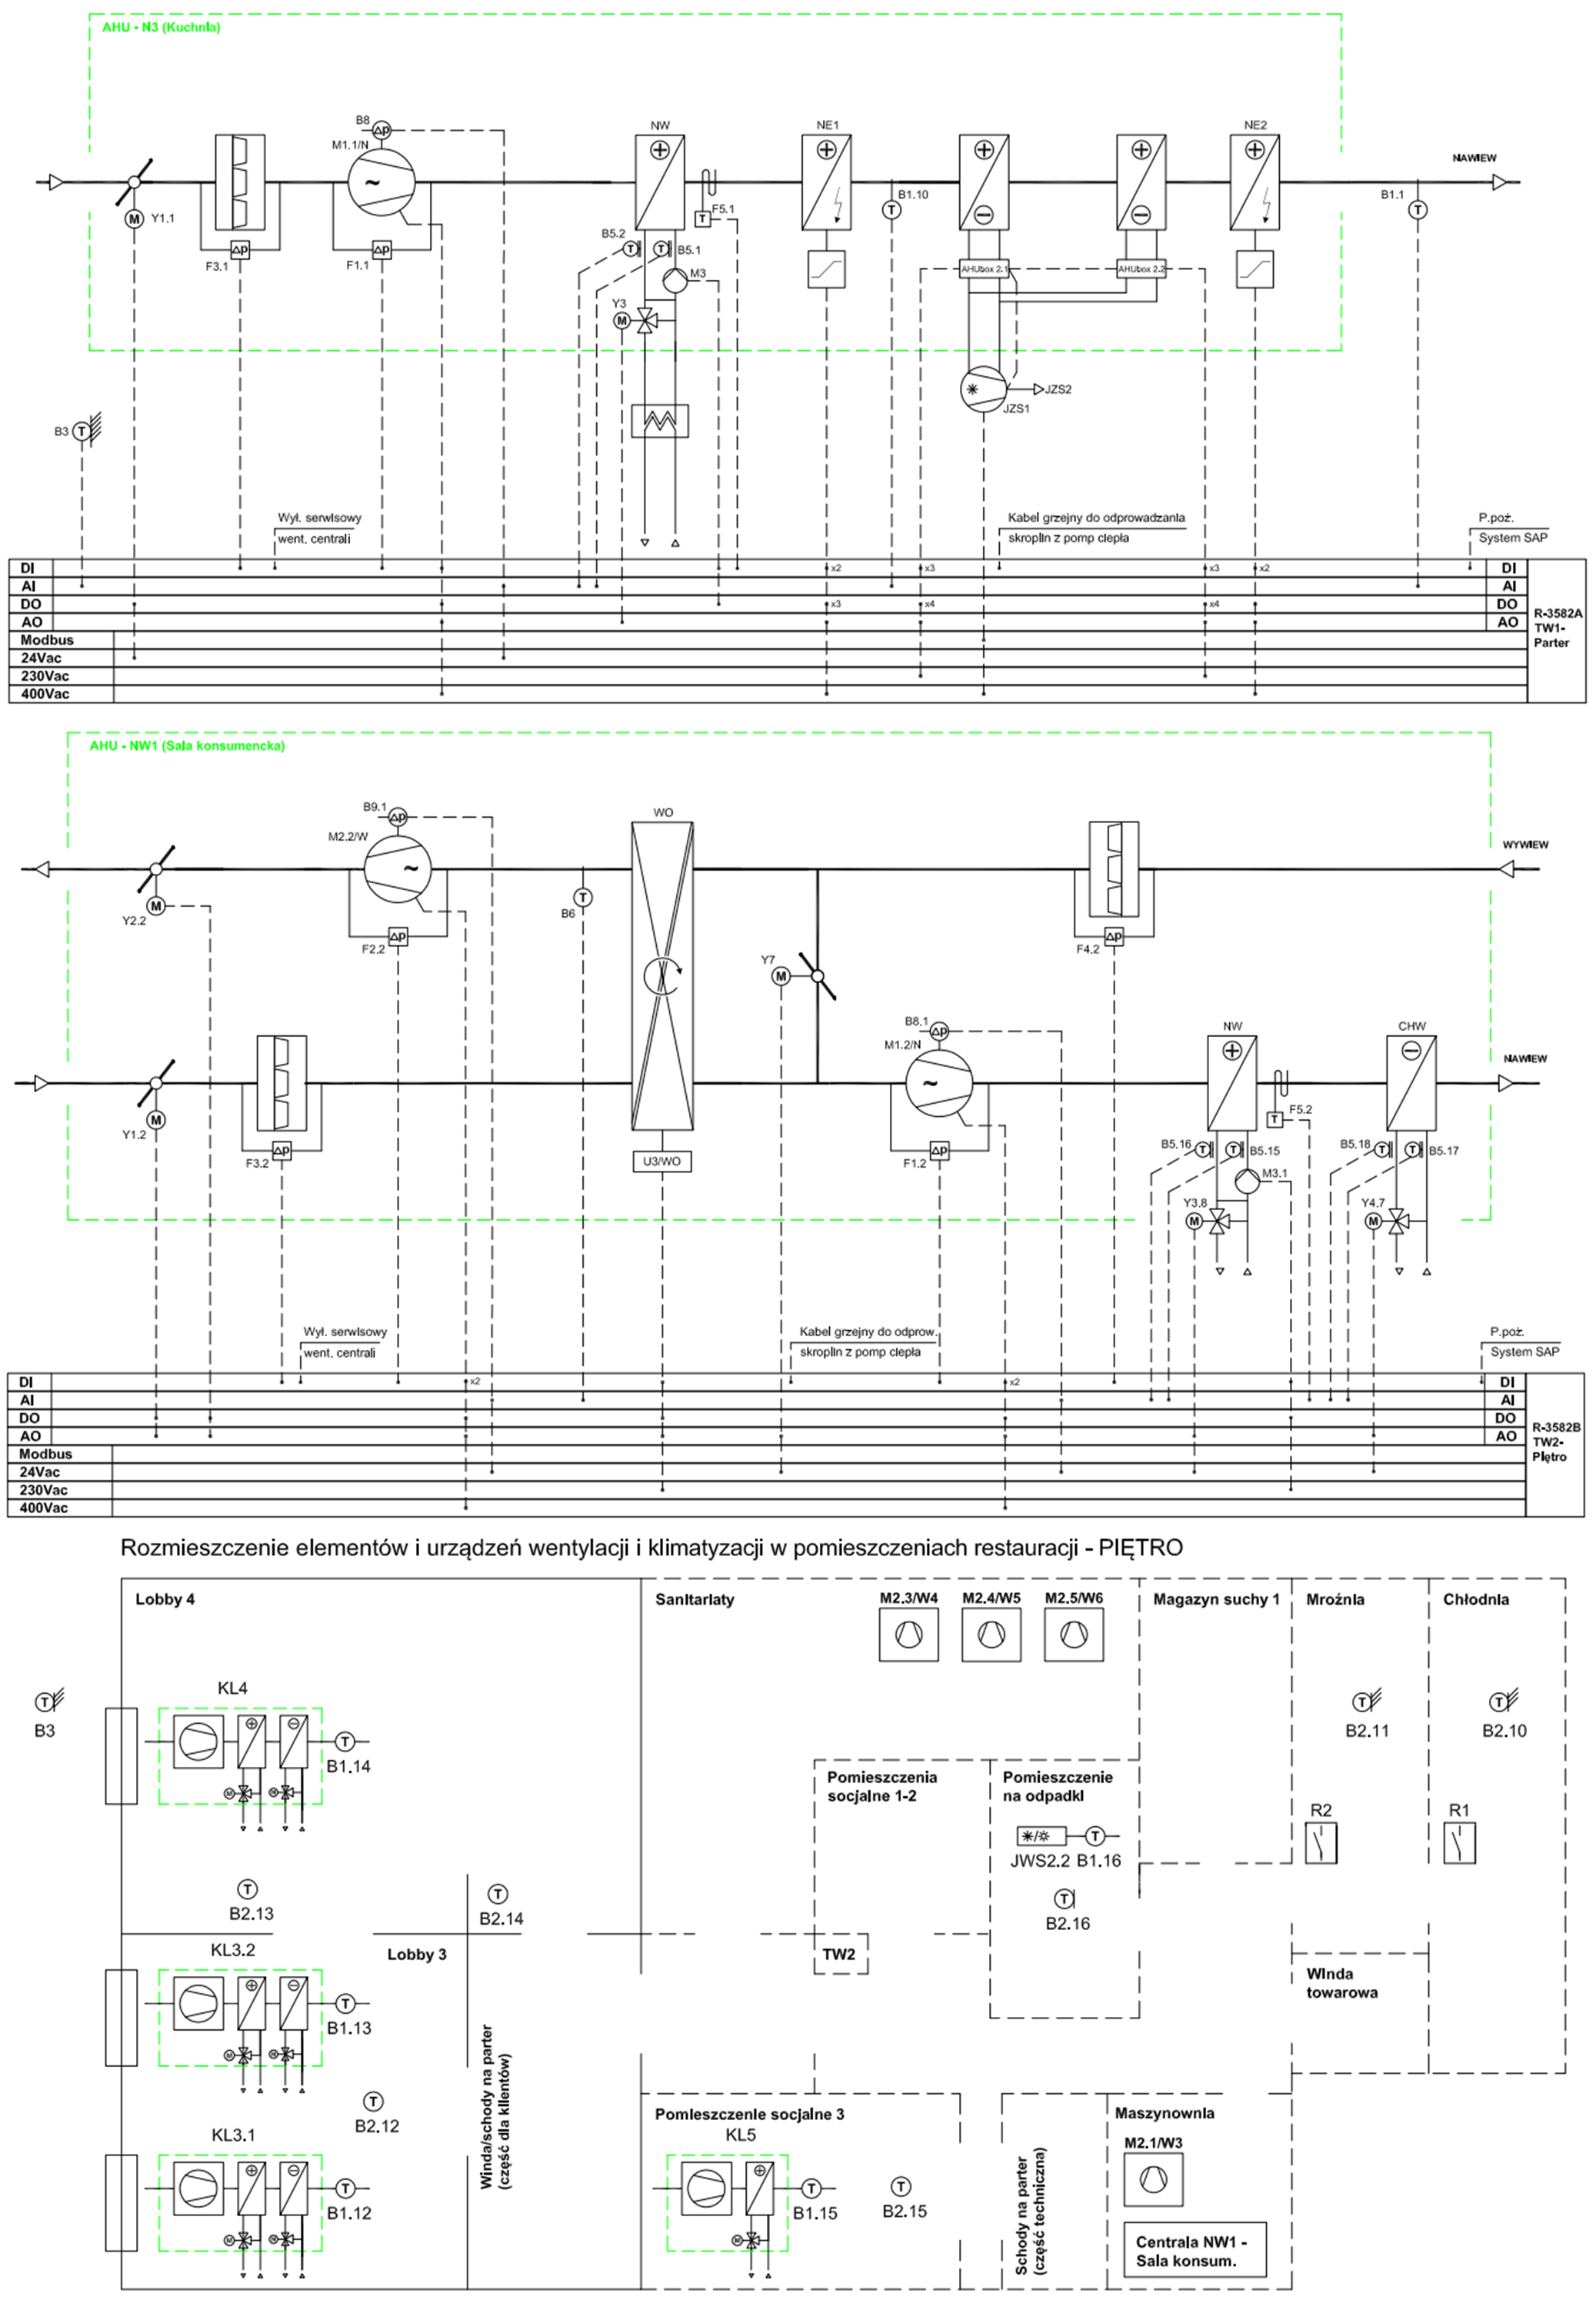 AHU - N3 (Kuchnia)
B8
M1.1/N
NW
NE1
NE2
NAWIEW
Δp
M
Y1.1
T
F5.1
B1.10
T
B1.1
T
B5.2
T
T
B5.1
Δp
F3.1
Δp
F1.1
M3
AHUbox 2.1
AHUbox 2.2
Y3
M
JZS2
JZS1
B3
T
Wył. serwisowy
went. centrali
Kabel grzejny do odprowadzania
skroplin z pomp ciepła
P.poż.
System SAP
DI
x2
x3
x3
x2
DI
AI
AI
DO
x3
x4
x4
DO
AO
AO
R-3582A
TW1-
Parter
Modbus
24Vac
230Vac
400Vac
AHU - NW1 (Sala konsumencka)
B9.1
Δp
M2.2/W
WO
WYWIEW
M
Y2.2
T
B6
Δp
F2.2
Δp
F4.2
Y7
M
B8.1
Δp
M1.2/N
NW
CHW
NAWIEW
M
Y1.2
T
F5.2
Δp
F3.2
U3/WO
Δp
F1.2
B5.16
T
T
B5.15
B5.18
T
T
B5.17
M3.1
Y3.8
M
Y4.7
M
Wył. serwisowy
went. centrali
Kabel grzejny do odprow.
skroplin z pomp ciepła
P.poż.
System SAP
DI
x2
x2
DI
AI
AI
DO
DO
AO
AO
R-3582B
TW2-
Piętro
Modbus
24Vac
230Vac
400Vac
Rozmieszczenie elementów i urządzeń wentylacji i klimatyzacji w pomieszczeniach restauracji - PIĘTRO
Lobby 4
Sanitariaty
M2.3/W4
M2.4/W5
M2.5/W6
Magazyn suchy 1
Mroźnia
Chłodnia
KL4
T
B3
T
B1.14
M
M
T
B2.11
T
B2.10
Pomieszczenia
socjalne 1-2
Pomieszczenie
na odpadki
R2
R1
T
JWS2.2 B1.16
T
B2.13
T
B2.14
T
B2.16
KL3.2
Lobby 3
TW2
Winda
towarowa
T
B1.13
M
M
Winda/schody na parter
(część dla klientów)
T
B2.12
KL3.1
Pomieszczenie socjalne 3
KL5
Maszynownia
M2.1/W3
T
B1.12
M
M
T
B1.15
M
T
B2.15
Schody na parter
(część techniczna)
Centrala NW1 -
Sala konsum.